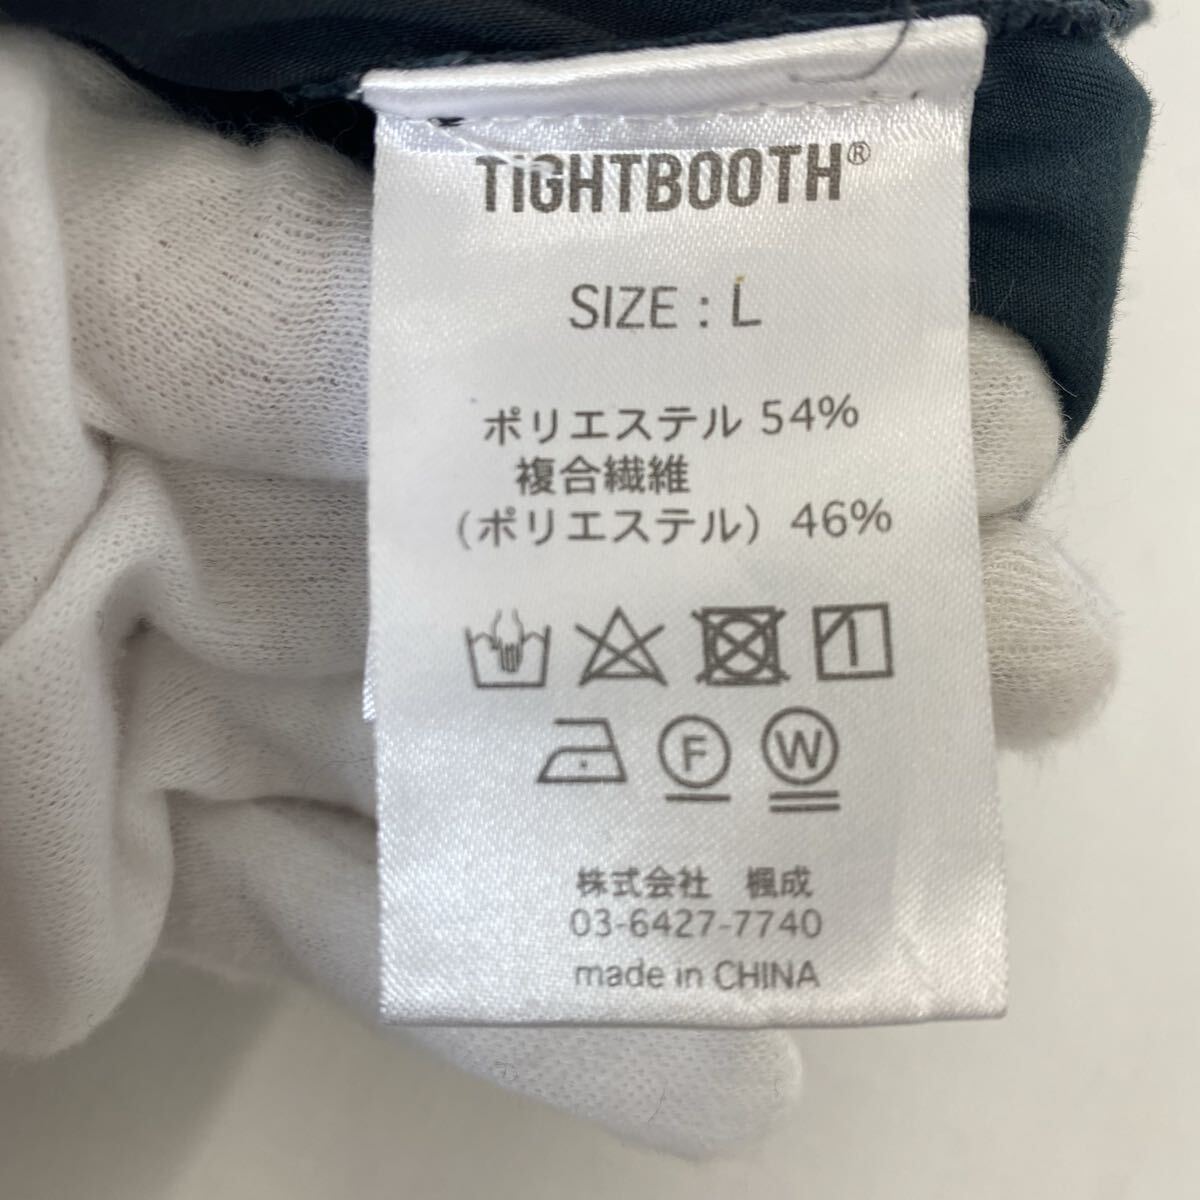 TiGHTBOOTH®
SIZE : L
ポリエステル 54%
複合繊維
(ポリエステル) 46%
F W
株式会社 楓成
03-6427-7740
made in CHINA